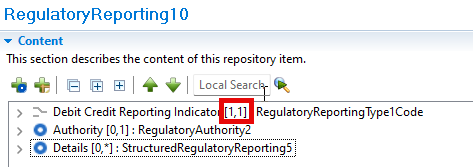 RegulatoryReporting10
Content
This section describes the content of this repository item.
Local Search
Debit Credit Reporting Indicator [1,1] RegulatoryReportingType1Code
Authority [0,1] : RegulatoryAuthority2
Details [0,*] : StructuredRegulatoryReporting5